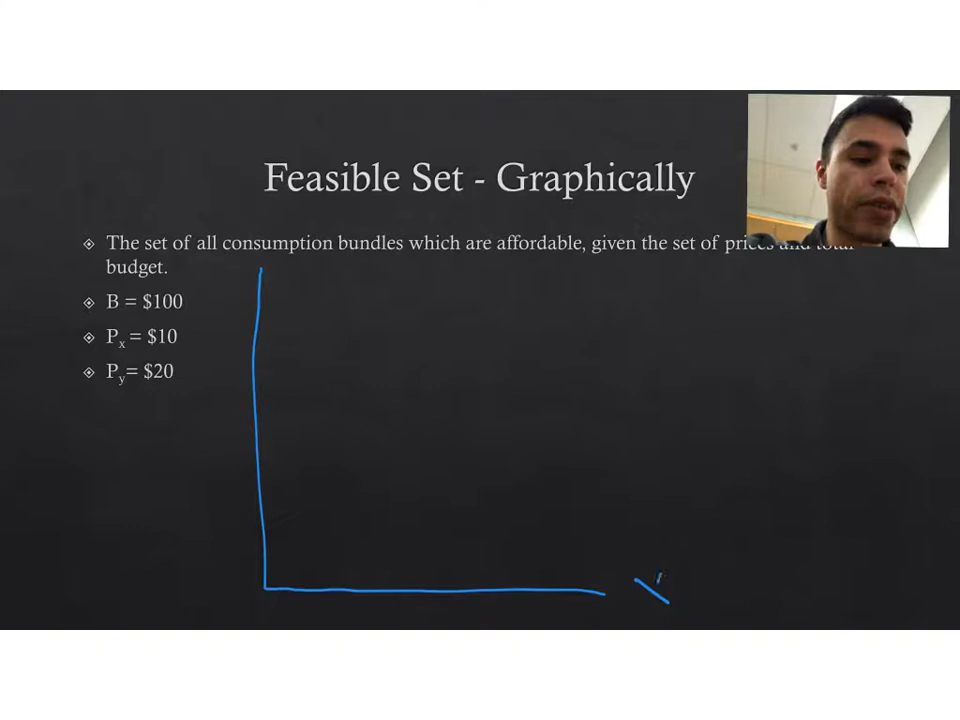 Feasible Set - Graphically
The set of all consumption bundles which are affordable, given the set of prices and total
budget.
B = $100
Px = $10
Py= $20